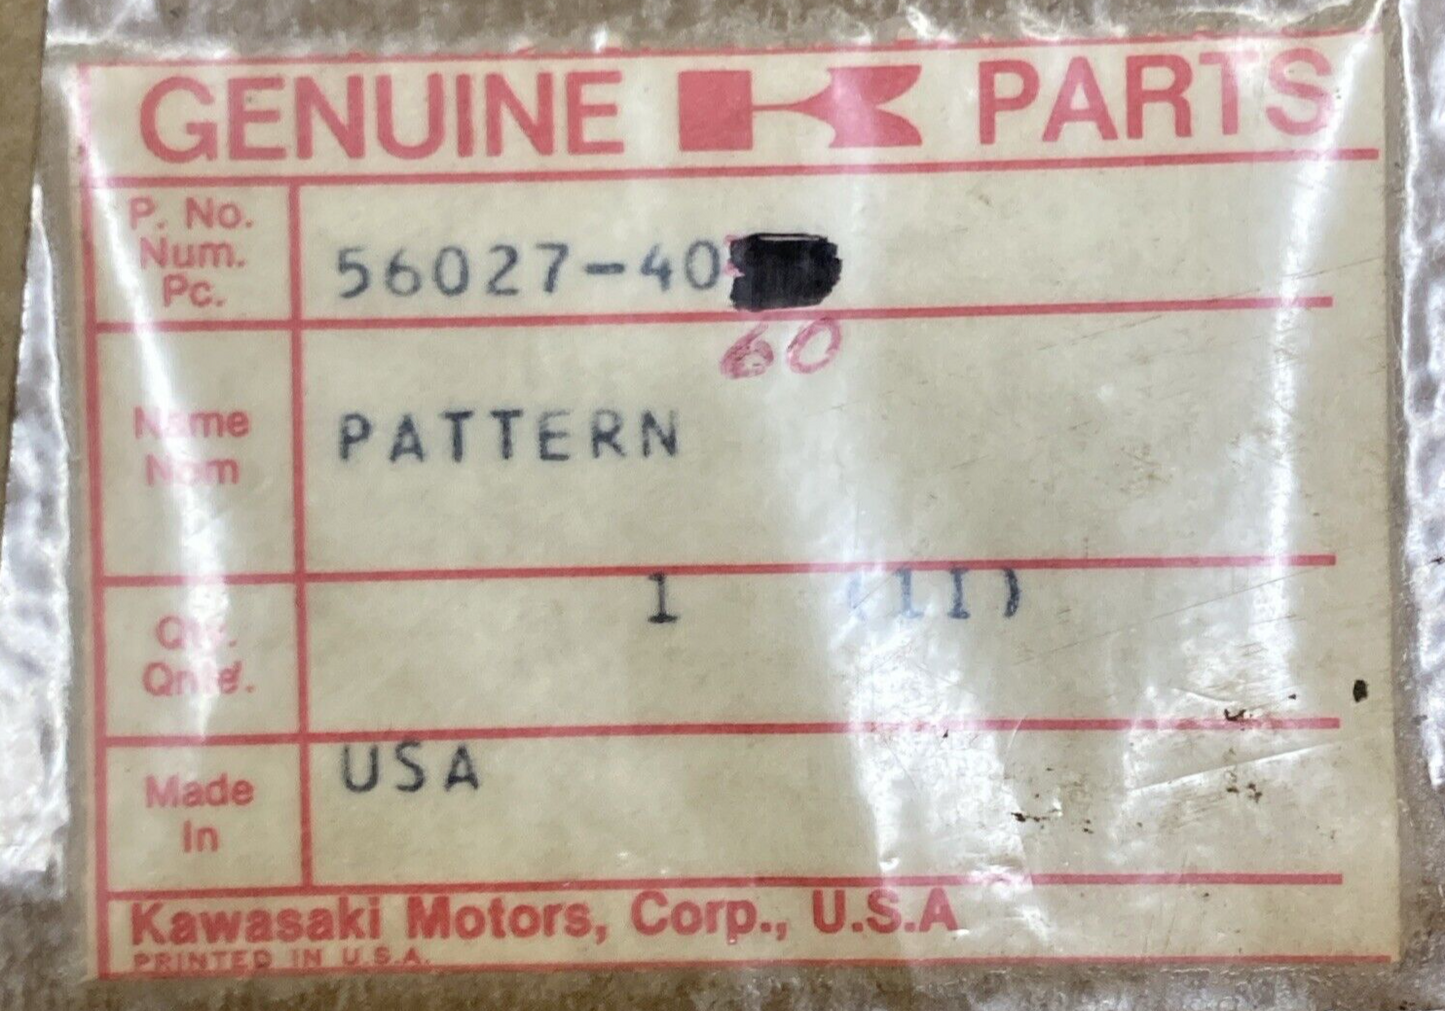 GENUINE K PARTS
P. No.
Num.
Pc.
56027-40
60
Name
Nom
PATTERN
Qty.
Qnté.
1 (1I)
Made
In
USA
Kawasaki Motors, Corp., U.S.A
PRINTED IN U.S.A.